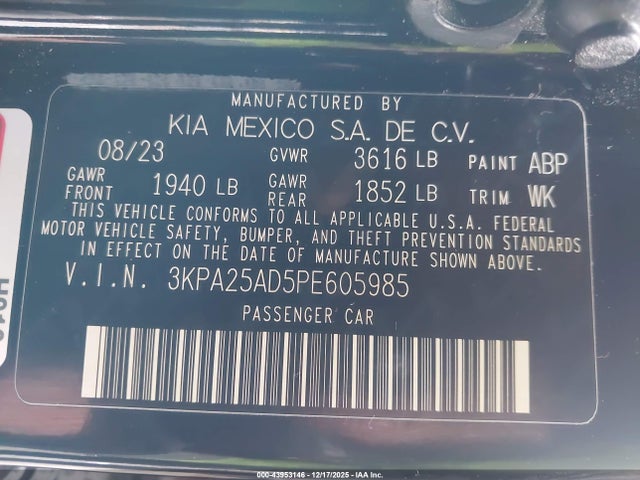 MANUFACTURED BY
KIA MEXICO S.A. DE C.V.
08/23 GVWR 3616 LB PAINT ABP
GAWR FRONT 1940 LB GAWR REAR 1852 LB TRIM WK
THIS VEHICLE CONFORMS TO ALL APPLICABLE U.S.A. FEDERAL
MOTOR VEHICLE SAFETY, BUMPER, AND THEFT PREVENTION STANDARDS
IN EFFECT ON THE DATE OF MANUFACTURE SHOWN ABOVE.
V.I.N. 3KPA25AD5PE605985
PASSENGER CAR
000-43953146 - 12/17/2025 - IAA Inc.